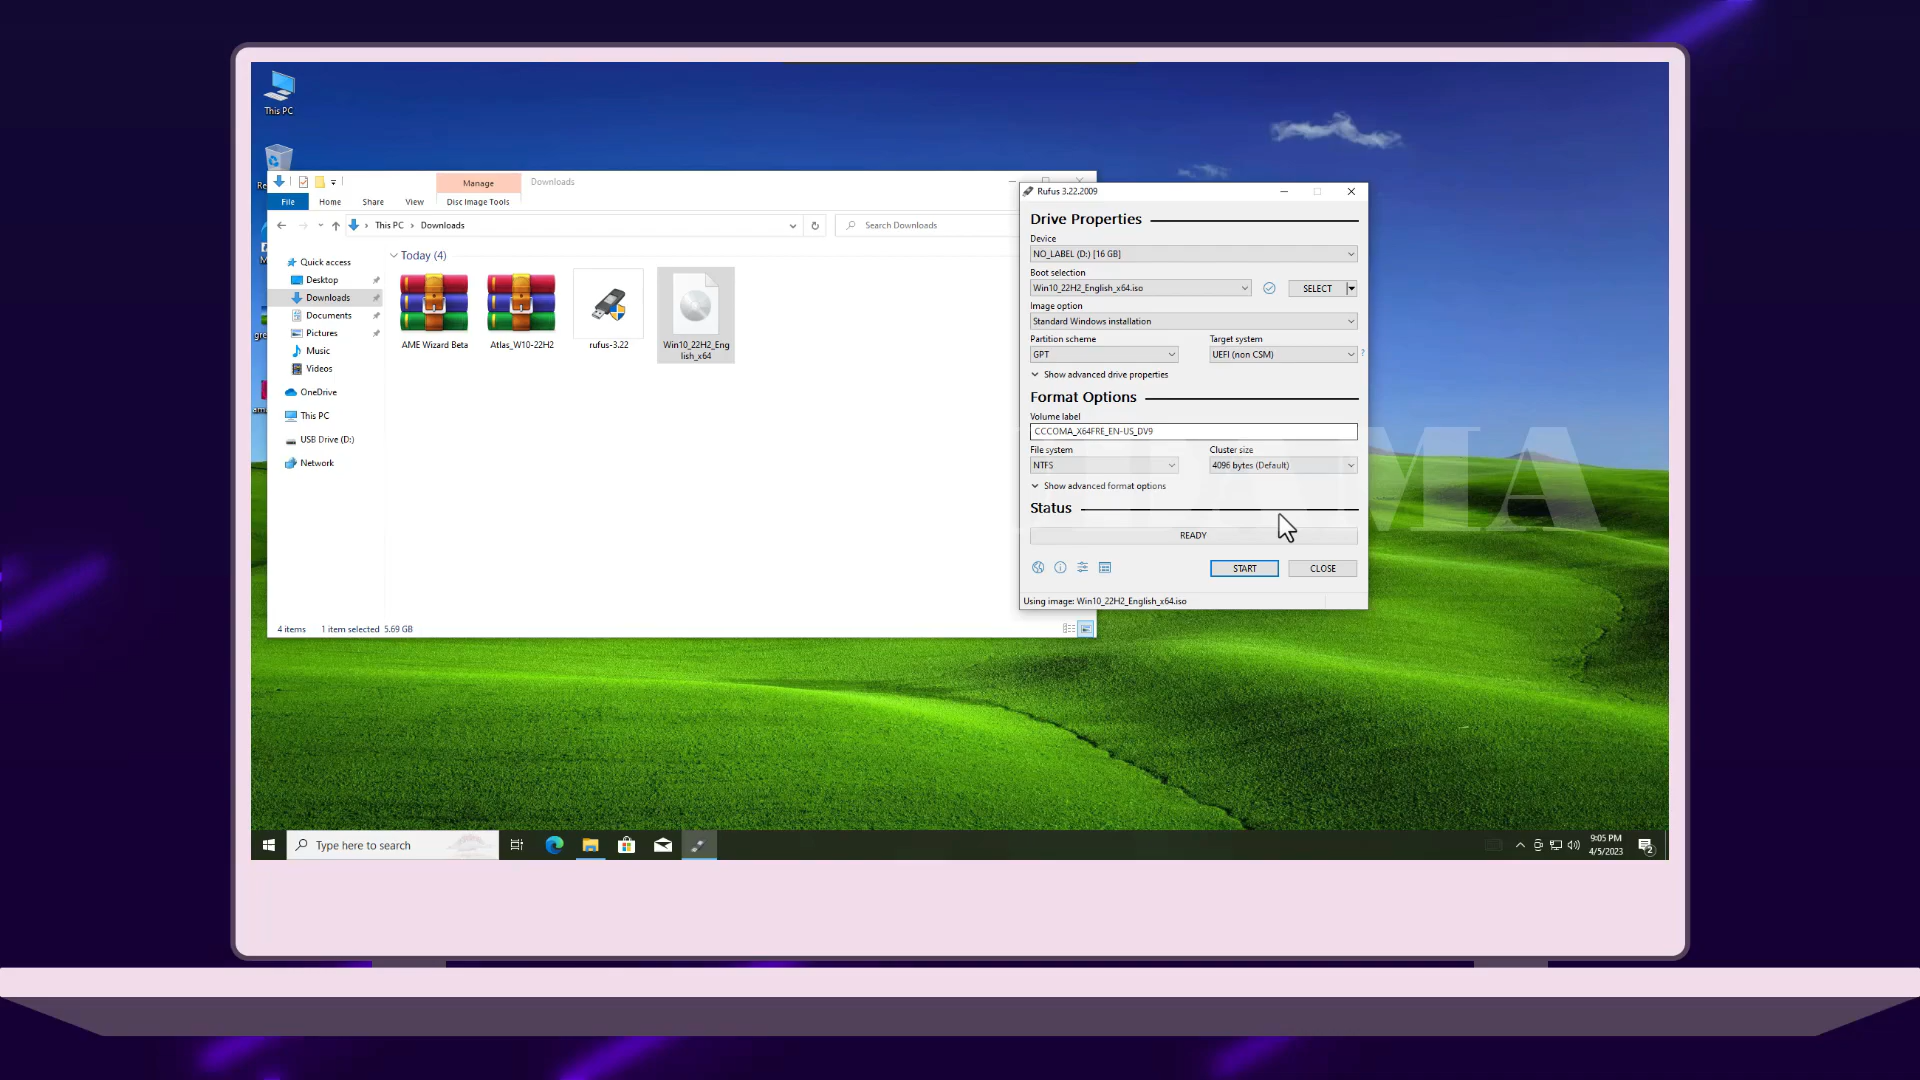 This PC
Manage
Downloads
File
Home
Share
View
Disc Image Tools
This PC
Downloads
Search Downloads
Today (4)
Quick access
Desktop
Downloads
Documents
Pictures
Music
Videos
OneDrive
This PC
USB Drive (D:)
Network
AME Wizard Beta
Atlas_W10-22H2
rufus-3.22
Win10_22H2_Eng
lish_x64
4 items
1 item selected 5.69 GB
Rufus 3.22.2009
Drive Properties
Device
NO_LABEL (D:) [16 GB]
Boot selection
Win10_22H2_English_x64.iso
SELECT
Image option
Standard Windows installation
Partition scheme
Target system
GPT
UEFI (non CSM)
?
Show advanced drive properties
Format Options
Volume label
CCCOMA_X64FRE_EN-US_DV9
File system
Cluster size
NTFS
4096 bytes (Default)
Show advanced format options
Status
READY
START
CLOSE
Using image: Win10_22H2_English_x64.iso
Type here to search
9:05 PM
4/5/2023
2